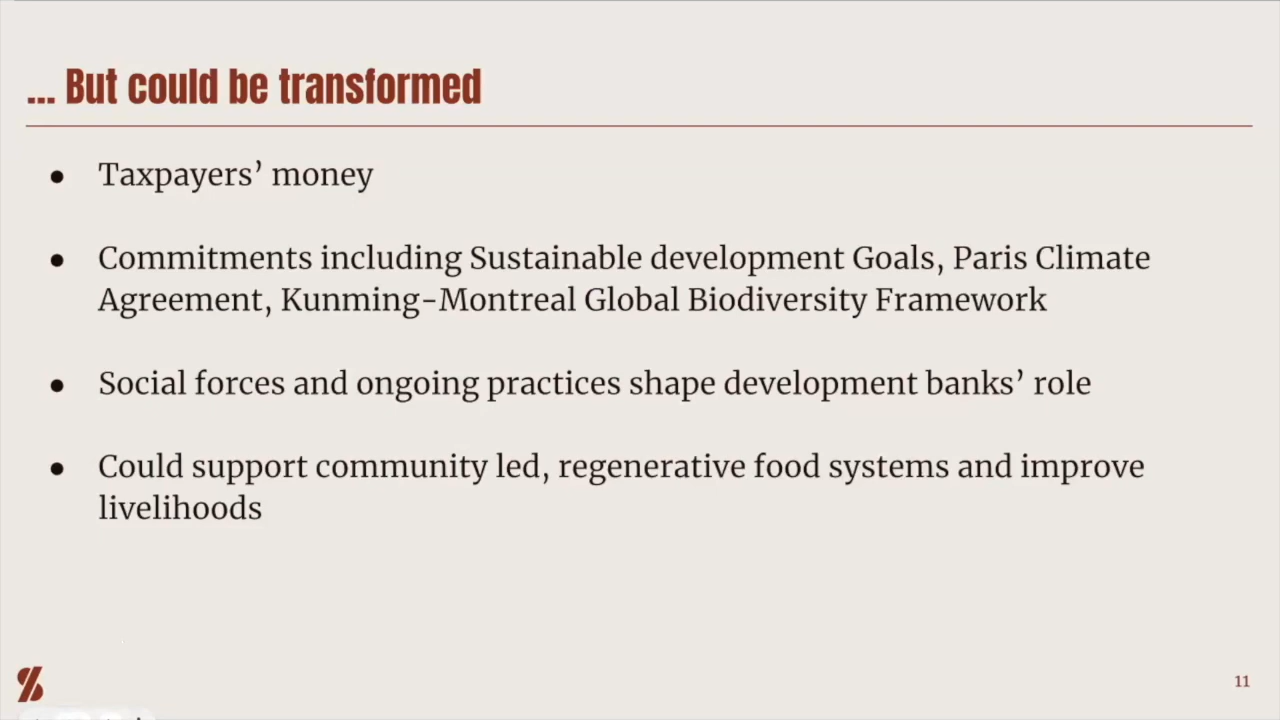 ... But could be transformed
● Taxpayers’ money
● Commitments including Sustainable development Goals, Paris Climate
Agreement, Kunming-Montreal Global Biodiversity Framework
● Social forces and ongoing practices shape development banks’ role
● Could support community led, regenerative food systems and improve
livelihoods
11